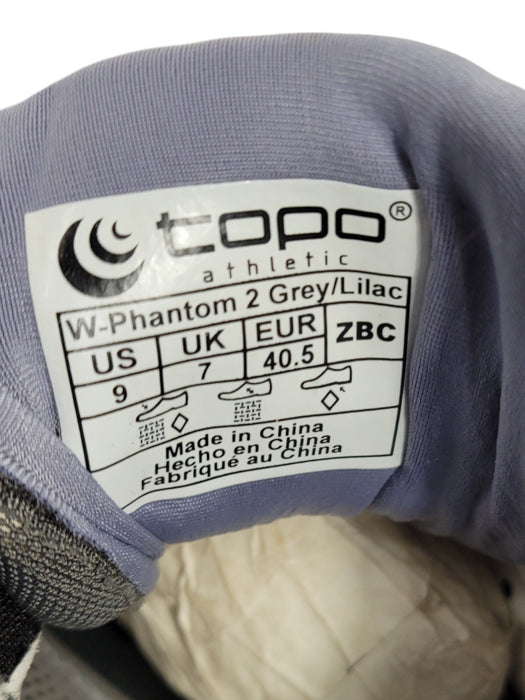 topo®
athletic
W-Phantom 2 Grey/Lilac
US UK EUR ZBC
9 7 40.5
Made in China
Hecho en China
Fabriqué au China